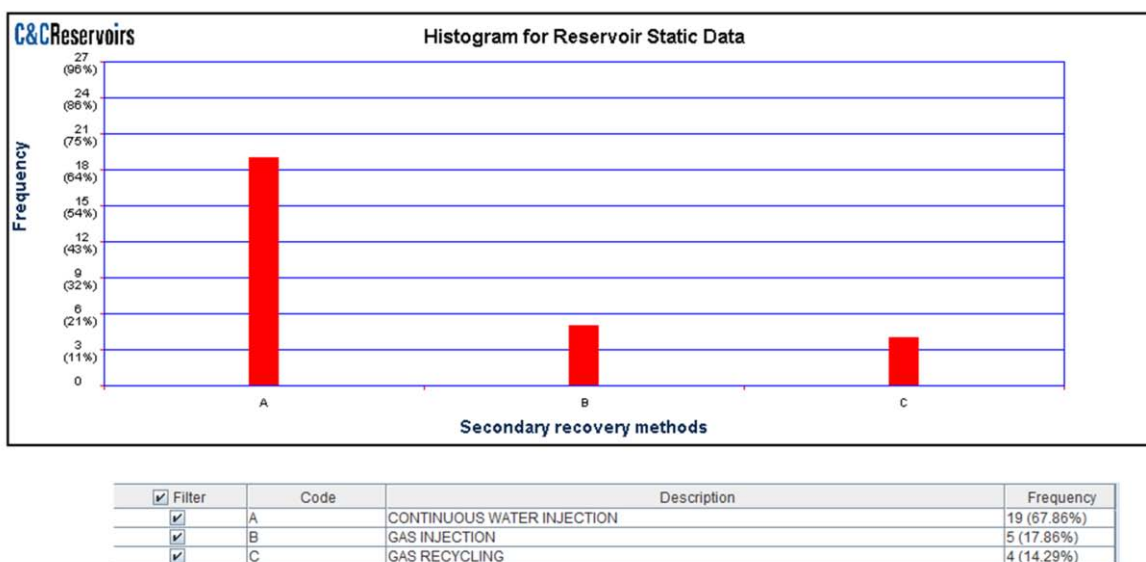 C&CReservoirs
Histogram for Reservoir Static Data
Frequency
27
(96%)
24
(86%)
21
(75%)
18
(64%)
15
(54%)
12
(43%)
9
(32%)
6
(21%)
3
(11%)
0
A B C
Secondary recovery methods
Filter Code Description Frequency
A CONTINUOUS WATER INJECTION 19 (67.86%)
B GAS INJECTION 5 (17.86%)
C GAS RECYCLING 4 (14.29%)